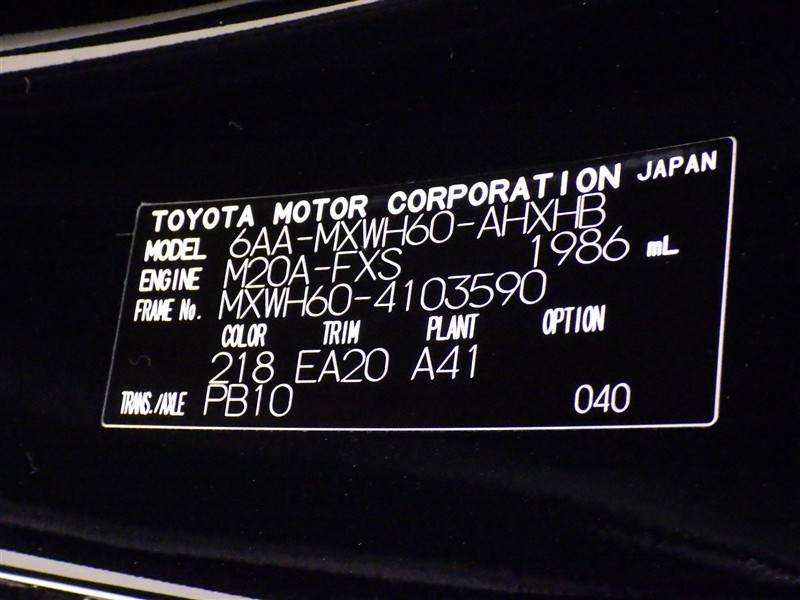 TOYOTA MOTOR CORPORATION JAPAN
MODEL 6AA-MXWH60-AHXHB
ENGINE M20A-FXS 1986 mL
FRAME No. MXWH60-4103590
COLOR TRIM PLANT OPTION
218 EA20 A41
TRANS./AXLE PB10 040